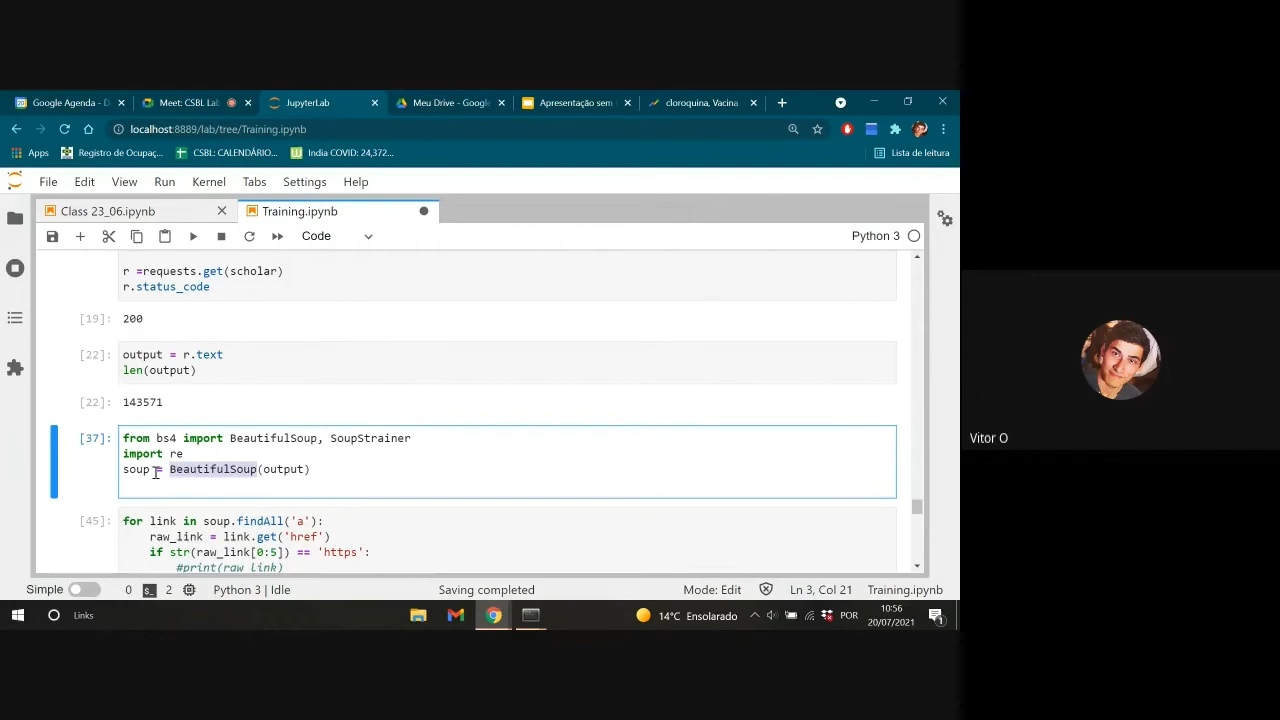 Google Agenda - D
Meet: CSBL Lab
JupyterLab
Meu Drive - Google
Apresentação sem
cloroquina, Vacina
localhost:8889/lab/tree/Training.ipynb
Apps
Registro de Ocupaç...
CSBL: CALENDÁRIO...
India COVID: 24,372...
Lista de leitura
File Edit View Run Kernel Tabs Settings Help
Class 23_06.ipynb
Training.ipynb
Code
Python 3
r =requests.get(scholar)
r.status_code
[19]: 200
[22]: output = r.text
len(output)
[22]: 143571
[37]: from bs4 import BeautifulSoup, SoupStrainer
import re
soup = BeautifulSoup(output)
[45]: for link in soup.findAll('a'):
raw_link = link.get('href')
if str(raw_link[0:5]) == 'https':
#print(raw_link)
Simple 0 2 Python 3 | Idle Saving completed Mode: Edit Ln 3, Col 21 Training.ipynb
Links
14°C Ensolarado
POR
10:56
20/07/2021
1
Vitor O